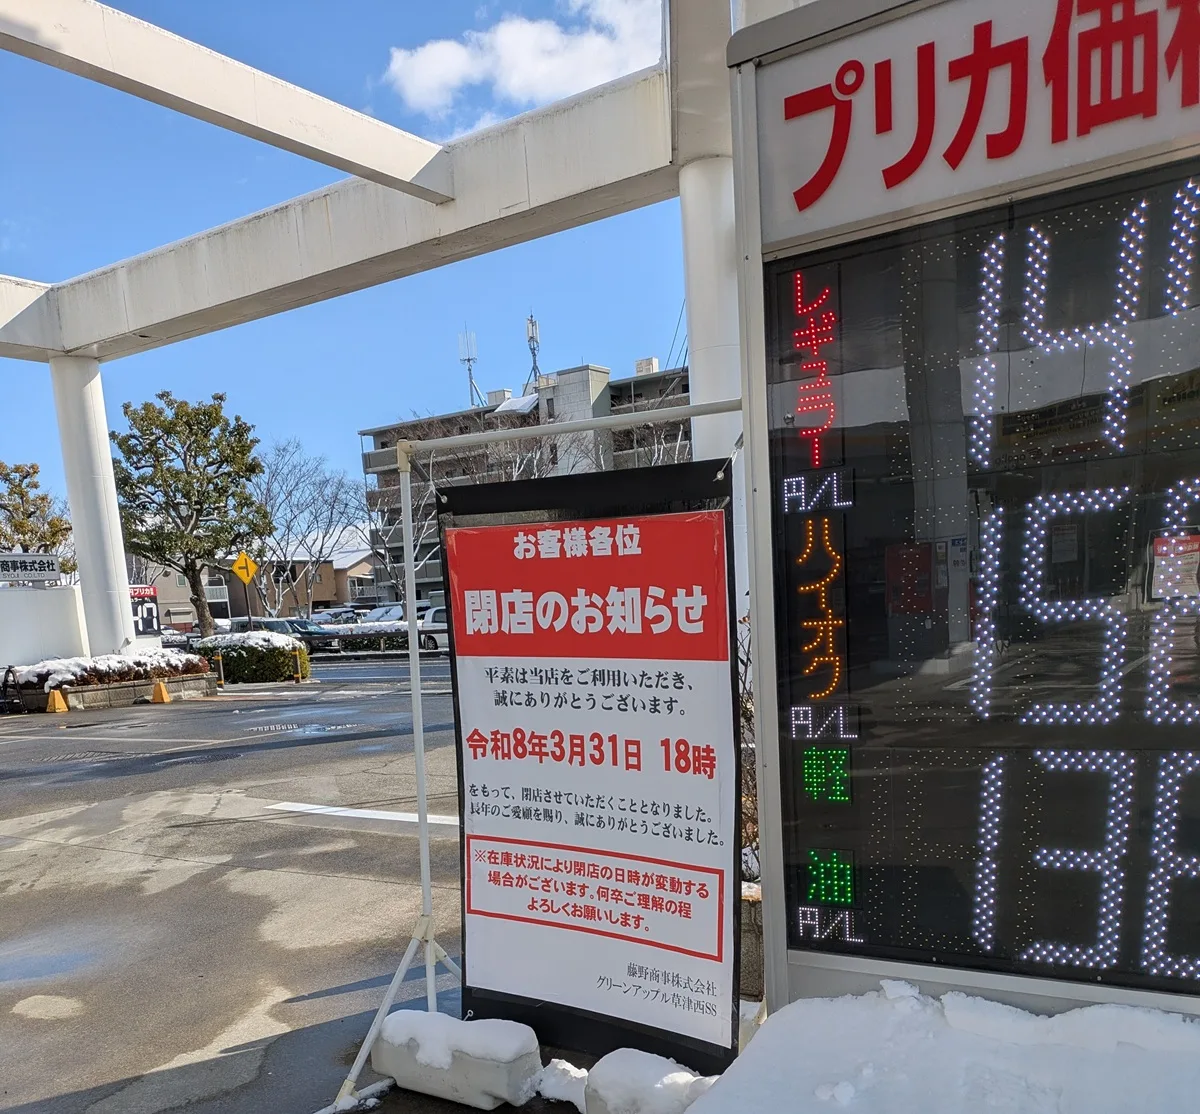 プリカ価格
レギュラー
円/L
ハイオク
円/L
軽油
円/L
商事株式会社
SYOJI CO.LTD
お客様各位
閉店のお知らせ
平素は当店をご利用いただき、
誠にありがとうございます。
令和8年3月31日 18時
をもって、閉店させていただくこととなりました。
長年のご愛顧を賜り、誠にありがとうございました。
※在庫状況により閉店の日時が変動する
場合がございます。何卒ご理解の程
よろしくお願いします。
藤野商事株式会社
グリーンアップル草津西SS